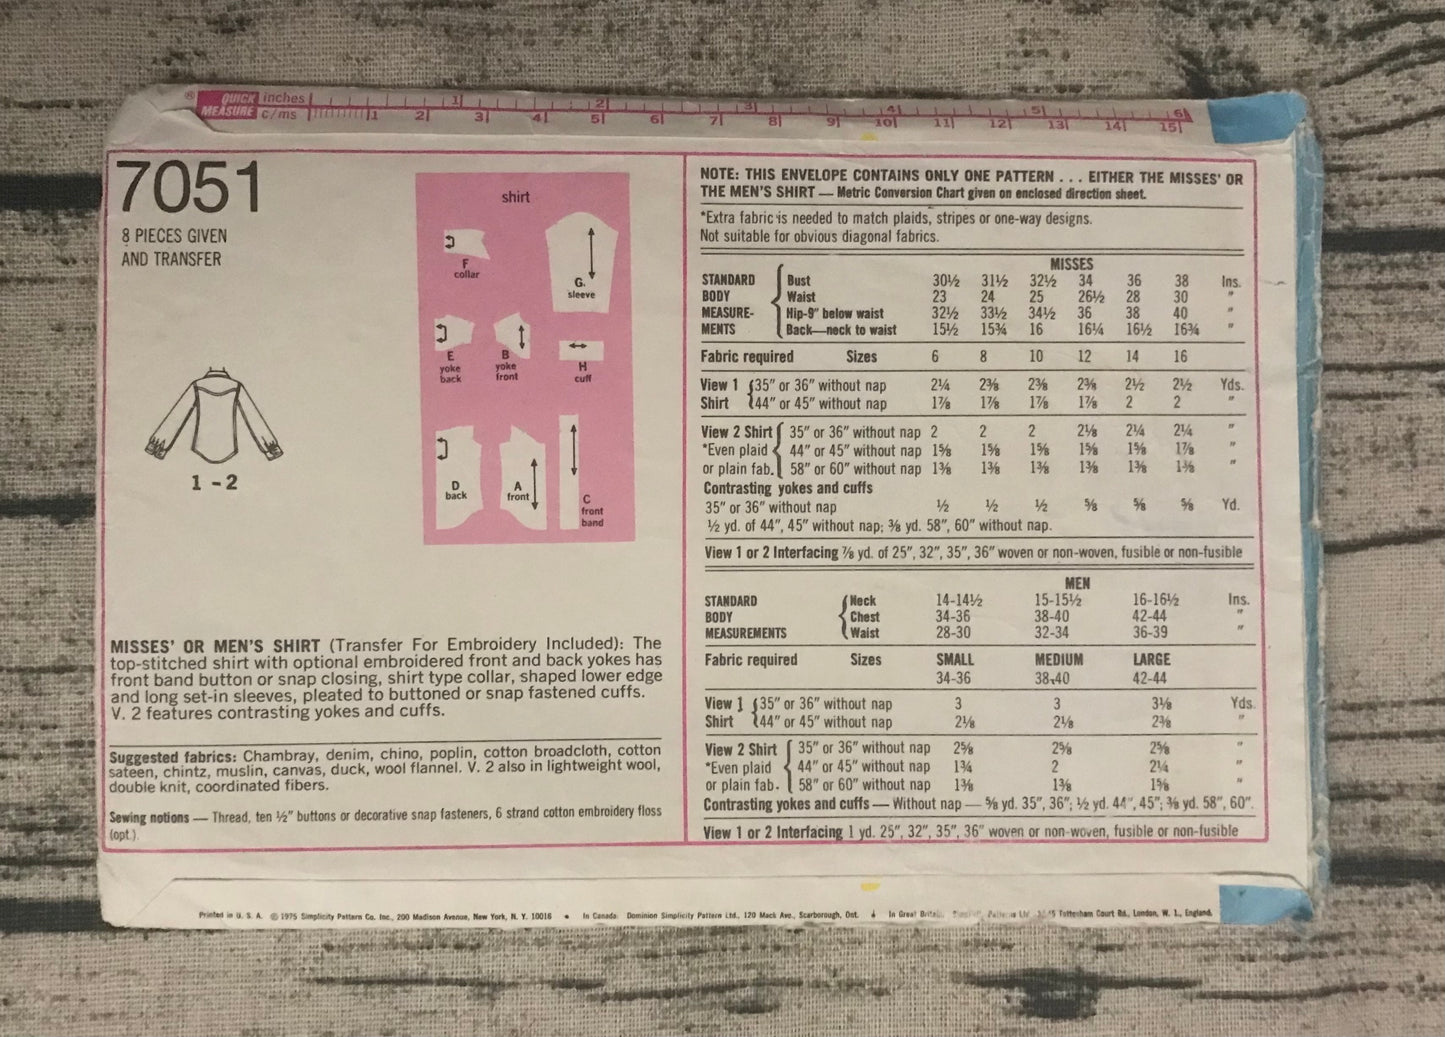 ® QUICK MEASURE inches 1 2 3 4 5 6
c/ms 1 2 3 4 5 6 7 8 9 10 11 12 13 14 15
7051
8 PIECES GIVEN
AND TRANSFER
1 - 2
shirt
F
collar
G.
sleeve
E
yoke
back
B
yoke
front
H
cuff
D
back
A
front
C
front
band
MISSES' OR MEN'S SHIRT (Transfer For Embroidery Included): The
top-stitched shirt with optional embroidered front and back yokes has
front band button or snap closing, shirt type collar, shaped lower edge
and long set-in sleeves, pleated to buttoned or snap fastened cuffs.
V. 2 features contrasting yokes and cuffs.
Suggested fabrics: Chambray, denim, chino, poplin, cotton broadcloth, cotton
sateen, chintz, muslin, canvas, duck, wool flannel. V. 2 also in lightweight wool,
double knit, coordinated fibers.
Sewing notions — Thread, ten ½" buttons or decorative snap fasteners, 6 strand cotton embroidery floss
(opt.).
NOTE: THIS ENVELOPE CONTAINS ONLY ONE PATTERN . . . EITHER THE MISSES' OR
THE MEN'S SHIRT — Metric Conversion Chart given on enclosed direction sheet.
*Extra fabric is needed to match plaids, stripes or one-way designs.
Not suitable for obvious diagonal fabrics.
MISSES
STANDARD Bust 30½ 31½ 32½ 34 36 38 Ins.
BODY Waist 23 24 25 26½ 28 30 "
MEASURE- Hip-9" below waist 32½ 33½ 34½ 36 38 40 "
MENTS Back—neck to waist 15½ 15¾ 16 16¼ 16½ 16¾ "
Fabric required Sizes 6 8 10 12 14 16
View 1 35" or 36" without nap 2¼ 2⅜ 2⅜ 2⅜ 2½ 2½ Yds.
Shirt 44" or 45" without nap 1⅞ 1⅞ 1⅞ 1⅞ 2 2 "
View 2 Shirt 35" or 36" without nap 2 2 2 2⅛ 2¼ 2¼ "
*Even plaid 44" or 45" without nap 1⅝ 1⅝ 1⅝ 1⅝ 1⅝ 1⅞ "
or plain fab. 58" or 60" without nap 1⅜ 1⅜ 1⅜ 1⅜ 1⅜ 1⅜ "
Contrasting yokes and cuffs
35" or 36" without nap ½ ½ ½ ⅝ ⅝ ⅝ Yd.
½ yd. of 44", 45" without nap; ⅜ yd. 58", 60" without nap.
View 1 or 2 Interfacing ⅞ yd. of 25", 32", 35", 36" woven or non-woven, fusible or non-fusible
MEN
STANDARD Neck 14-14½ 15-15½ 16-16½ Ins.
BODY Chest 34-36 38-40 42-44 "
MEASUREMENTS Waist 28-30 32-34 36-39 "
Fabric required Sizes SMALL MEDIUM LARGE
34-36 38-40 42-44
View 1 35" or 36" without nap 3 3 3⅛ Yds.
Shirt 44" or 45" without nap 2⅛ 2⅛ 2⅜ "
View 2 Shirt 35" or 36" without nap 2⅝ 2⅝ 2⅝ "
*Even plaid 44" or 45" without nap 1¾ 2 2¼ "
or plain fab. 58" or 60" without nap 1⅜ 1⅜ 1⅝ "
Contrasting yokes and cuffs — Without nap — ⅝ yd. 35", 36"; ½ yd. 44", 45"; ⅜ yd. 58", 60".
View 1 or 2 Interfacing 1 yd. 25", 32", 35", 36" woven or non-woven, fusible or non-fusible
Printed in U. S. A. © 1975 Simplicity Pattern Co. Inc., 200 Madison Avenue, New York, N. Y. 10016 • In Canada: Dominion Simplicity Pattern Ltd., 120 Mack Ave., Scarborough, Ont. • In Great Tottenham Court Rd., London, W. 1., England.